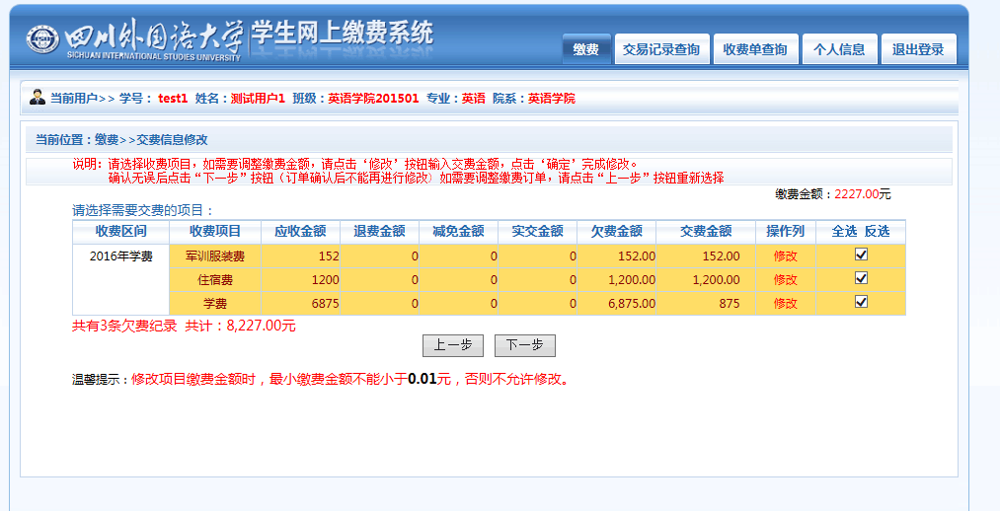 四川外国语大学 学生网上缴费系统
SICHUAN INTERNATIONAL STUDIES UNIVERSITY
缴费 交易记录查询 收费单查询 个人信息 退出登录
当前用户>> 学号： test1 姓名：测试用户1 班级：英语学院201501 专业：英语 院系：英语学院
当前位置：缴费>>交费信息修改
说明：请选择收费项目，如需要调整缴费金额，请点击‘修改’按钮输入交费金额，点击‘确定’完成修改。
确认无误后点击“下一步”按钮（订单确认后不能再进行修改）如需要调整缴费订单，请点击“上一步”按钮重新选择
缴费金额：2227.00元
请选择需要交费的项目：
收费区间 收费项目 应收金额 退费金额 减免金额 实交金额 欠费金额 交费金额 操作列 全选 反选
2016年学费 军训服装费 152 0 0 0 152.00 152.00 修改
住宿费 1200 0 0 0 1,200.00 1,200.00 修改
学费 6875 0 0 0 6,875.00 875 修改
共有3条欠费纪录 共计：8,227.00元
上一步 下一步
温馨提示：修改项目缴费金额时，最小缴费金额不能小于0.01元，否则不允许修改。